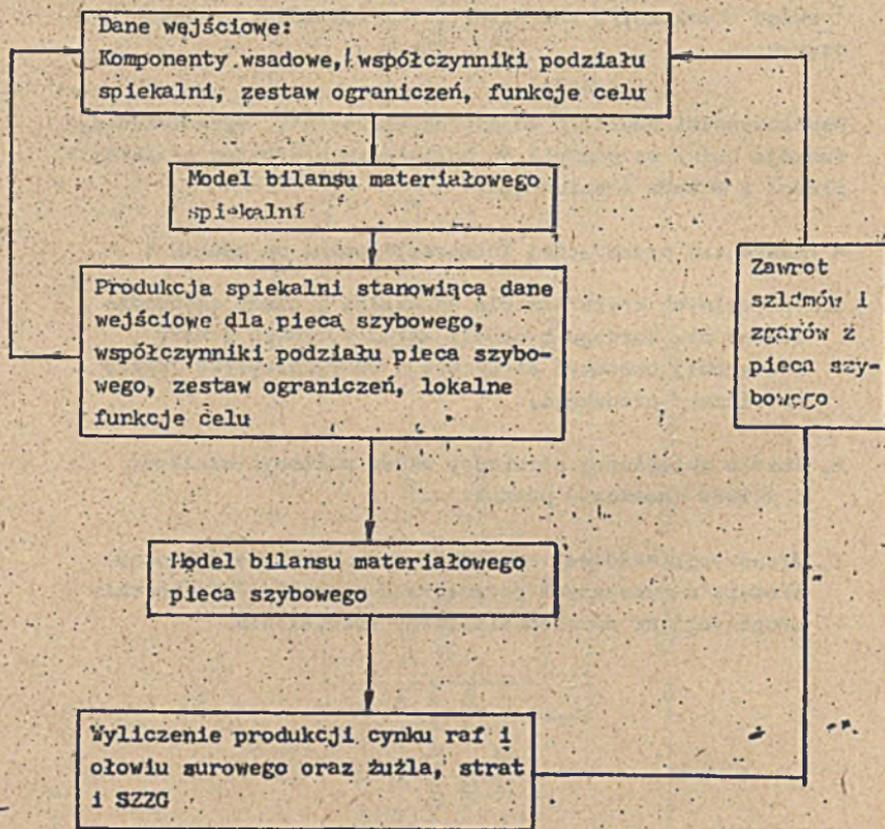 Dane wejściowe:
Komponenty wsadowe, współczynniki podziału
spiekalni, zestaw ograniczeń, funkcje celu
Model bilansu materiałowego
spiekalni
Produkcja spiekalni stanowiąca dane
wejściowe dla pieca szybowego,
współczynniki podziału pieca szybo-
wego, zestaw ograniczeń, lokalne
funkcje celu
Zawrot
szlamów i
zgarów z
pieca szy-
bowego
Model bilansu materiałowego
pieca szybowego
Wyliczenie produkcji cynku raf i
ołowiu surowego oraz żużla, strat
i SZZG